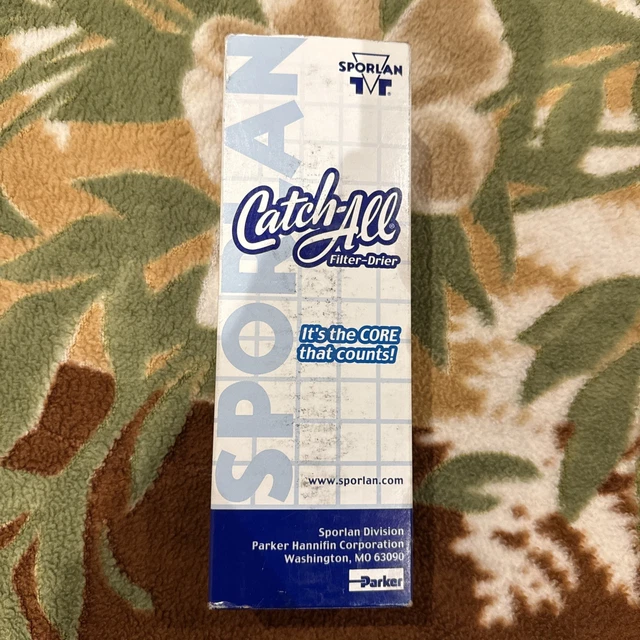 SPORLAN
SPORLAN
Catch-All
Filter-Drier
It's the CORE
that counts!
www.sporlan.com
Sporlan Division
Parker Hannifin Corporation
Washington, MO 63090
Parker